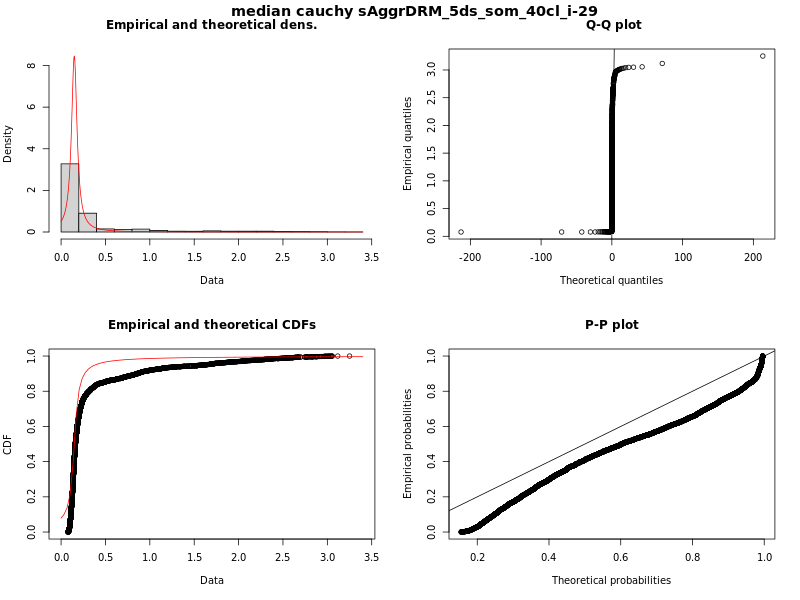 median cauchy sAggrDRM_5ds_som_40cl_i-29
Empirical and theoretical dens.
Density
0 2 4 6 8
0.0 0.5 1.0 1.5 2.0 2.5 3.0 3.5
Data
Q-Q plot
Empirical quantiles
0.0 0.5 1.0 1.5 2.0 2.5 3.0
-200 -100 0 100 200
Theoretical quantiles
Empirical and theoretical CDFs
CDF
0.0 0.2 0.4 0.6 0.8 1.0
0.0 0.5 1.0 1.5 2.0 2.5 3.0 3.5
Data
P-P plot
Empirical probabilities
0.0 0.2 0.4 0.6 0.8 1.0
0.2 0.4 0.6 0.8 1.0
Theoretical probabilities